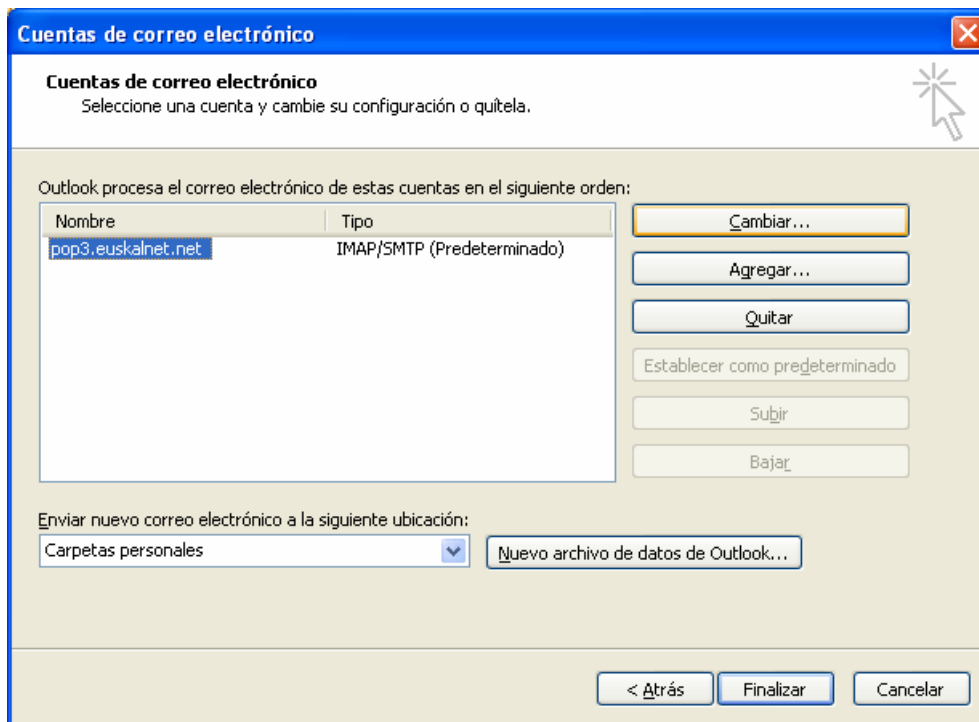 Cuentas de correo electrónico
Cuentas de correo electrónico
Seleccione una cuenta y cambie su configuración o quítela.
Outlook procesa el correo electrónico de estas cuentas en el siguiente orden:
Nombre Tipo
pop3.euskalnet.net IMAP/SMTP (Predeterminado)
Cambiar...
Agregar...
Quitar
Establecer como predeterminado
Subir
Bajar
Enviar nuevo correo electrónico a la siguiente ubicación:
Carpetas personales
Nuevo archivo de datos de Outlook...
< Atrás Finalizar Cancelar